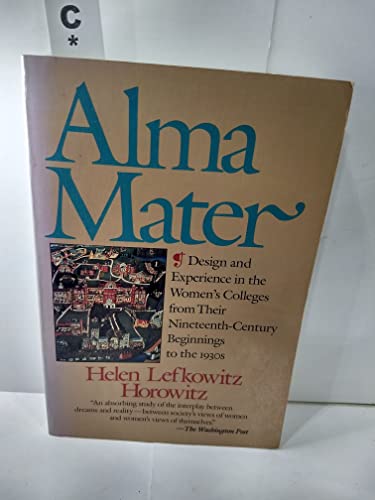 C
*
Alma
Mater
¶ Design and
Experience in the
Women's Colleges
from Their
Nineteenth-Century
Beginnings
to the 1930s
Helen Lefkowitz
Horowitz
"An absorbing study of the interplay between
dreams and reality—between society's views of women
and women's views of themselves."
—The Washington Post